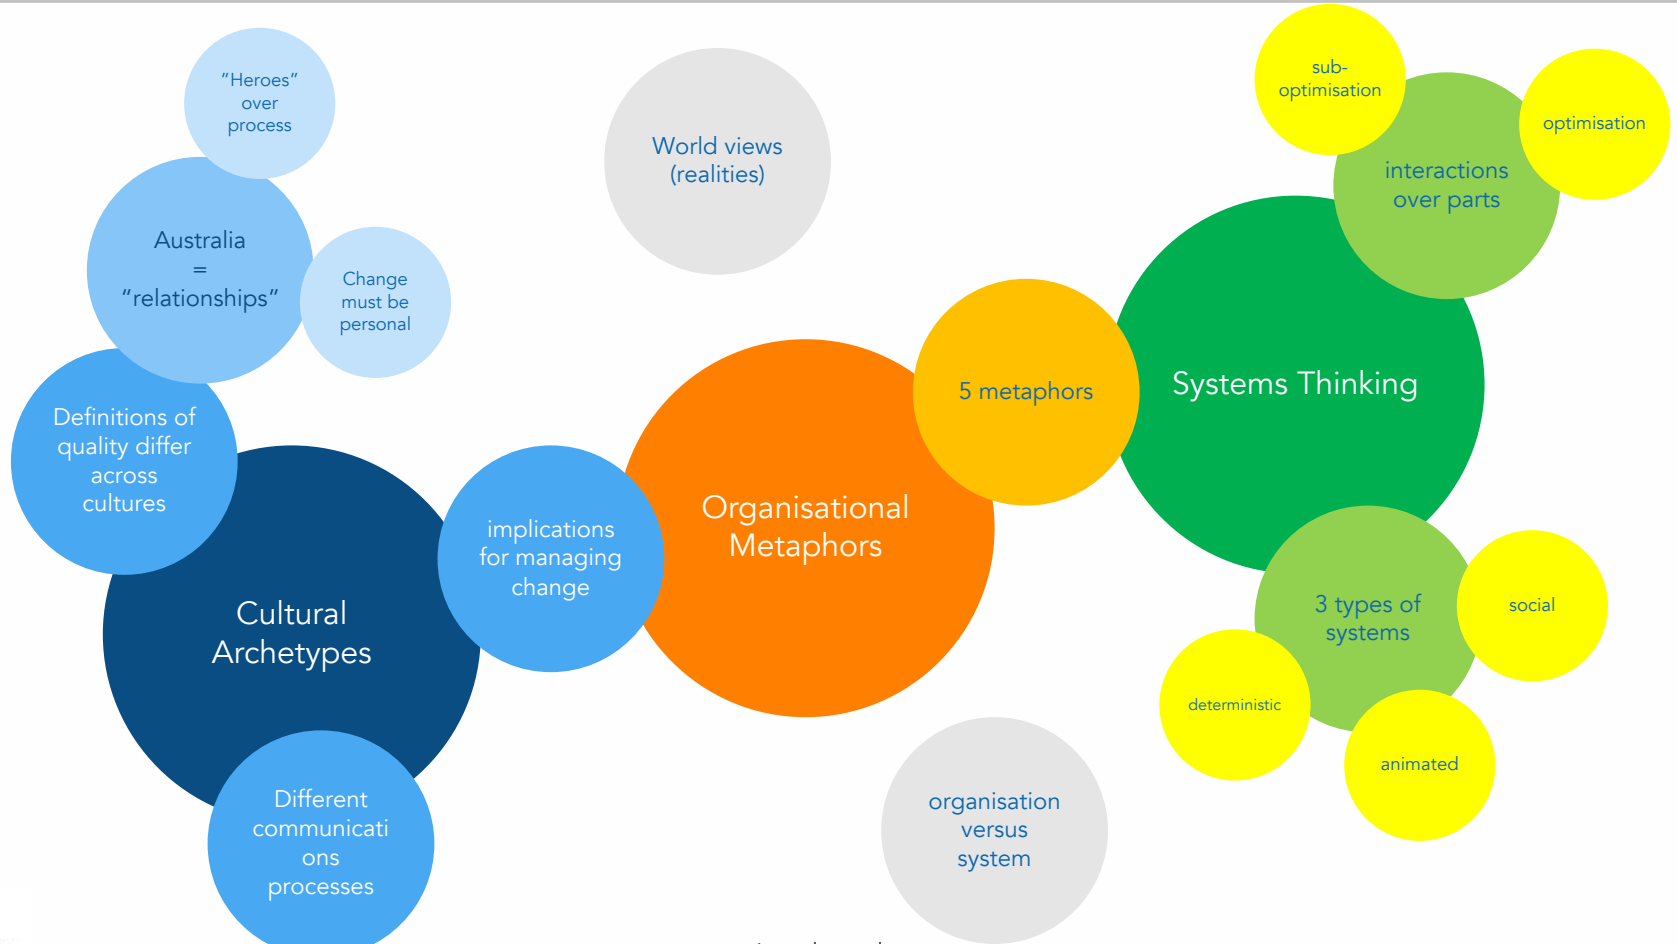 ”Heroes”
over
process
Australia
=
“relationships”
Change
must be
personal
Definitions of
quality differ
across
cultures
Cultural
Archetypes
Different
communicati
ons
processes
implications
for managing
change
World views
(realities)
Organisational
Metaphors
5 metaphors
organisation
versus
system
Systems Thinking
sub-
optimisation
interactions
over parts
optimisation
3 types of
systems
social
deterministic
animated